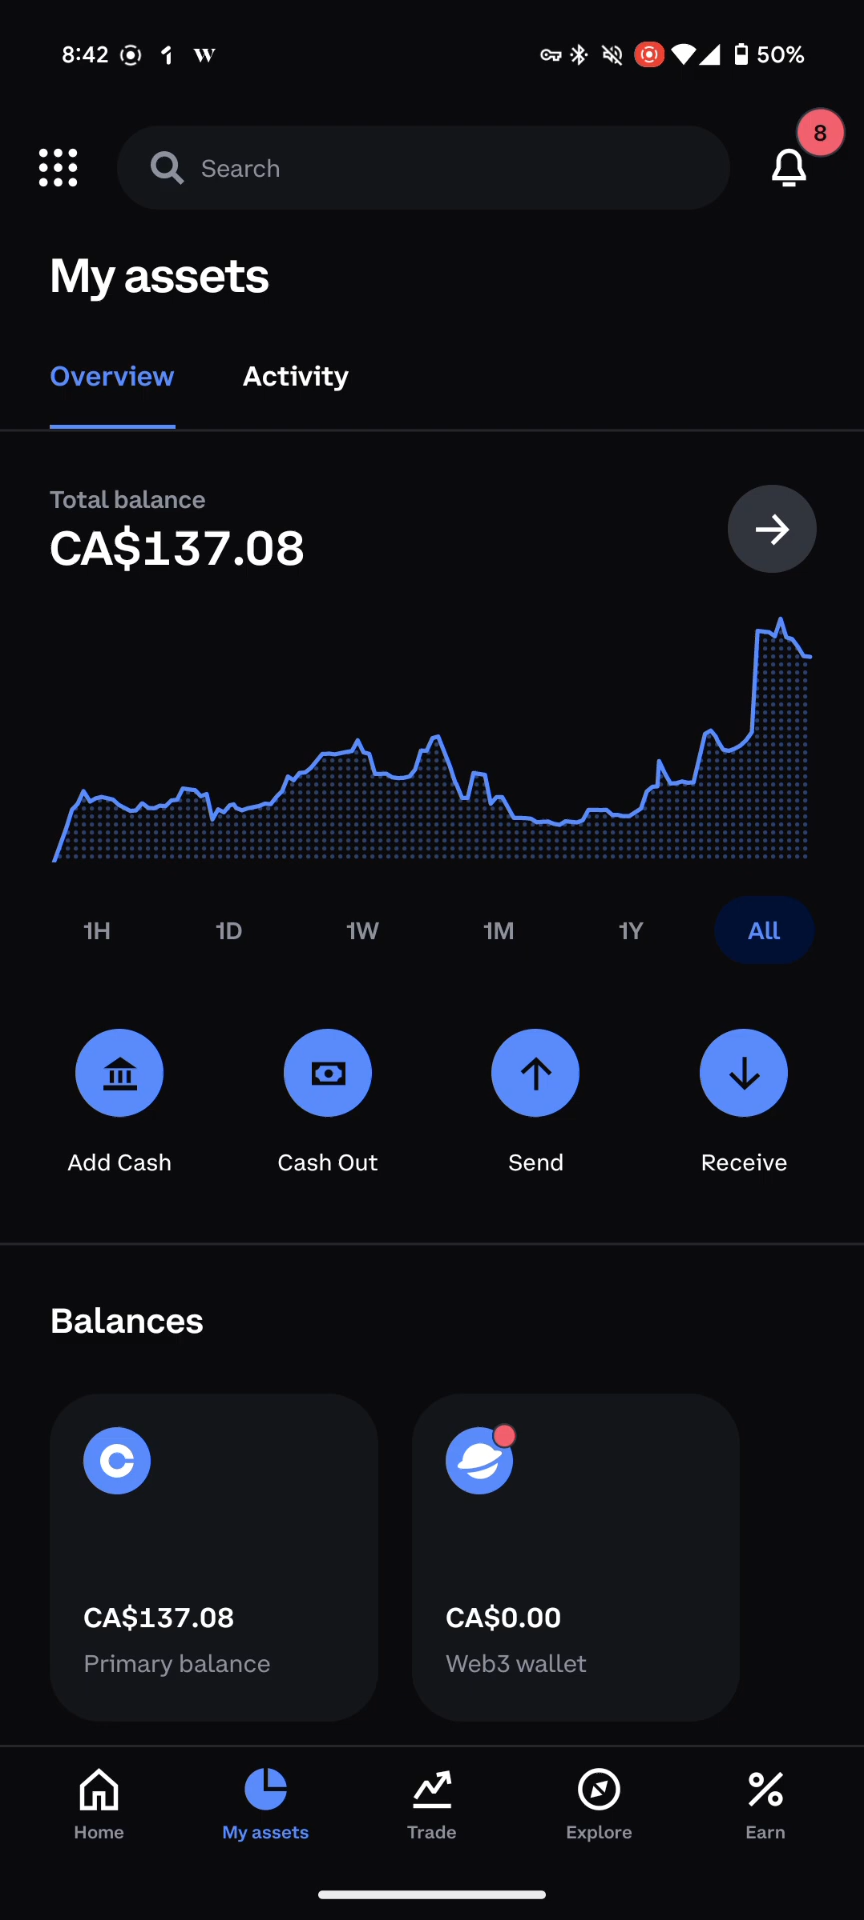 8:42 50%
8
Search
My assets
Overview Activity
Total balance
CA$137.08
1H 1D 1W 1M 1Y All
Add Cash Cash Out Send Receive
Balances
CA$137.08 CA$0.00
Primary balance Web3 wallet
Home My assets Trade Explore Earn